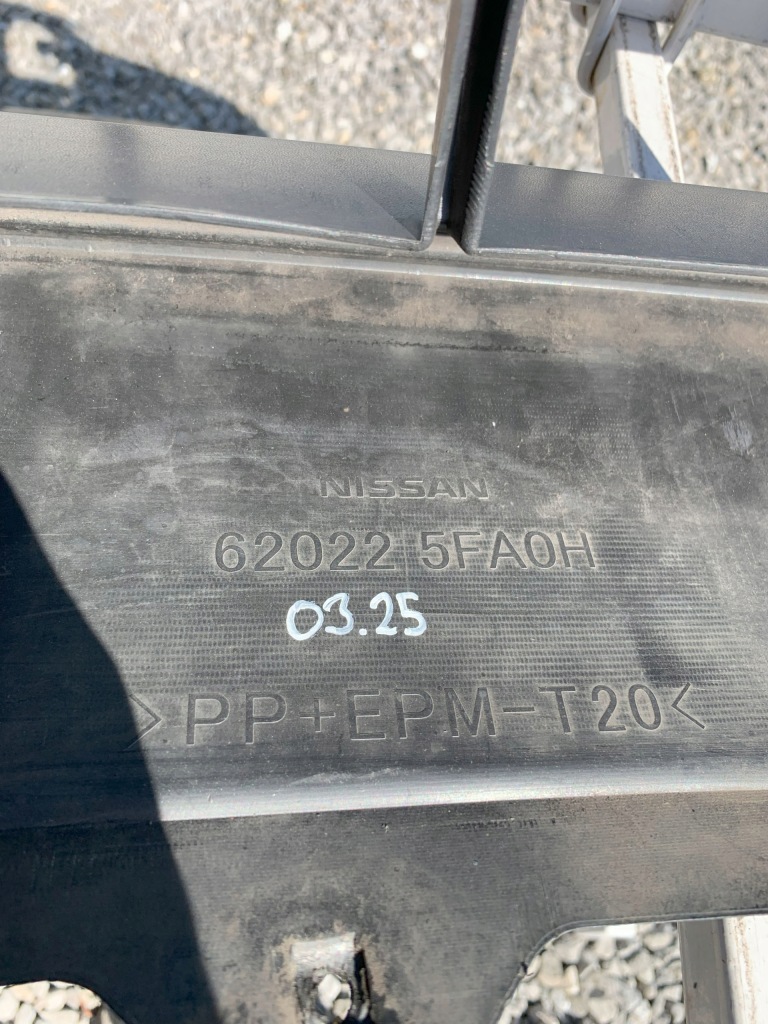 NISSAN
62022 5FA0H
03.25
>PP+EPM-T20<